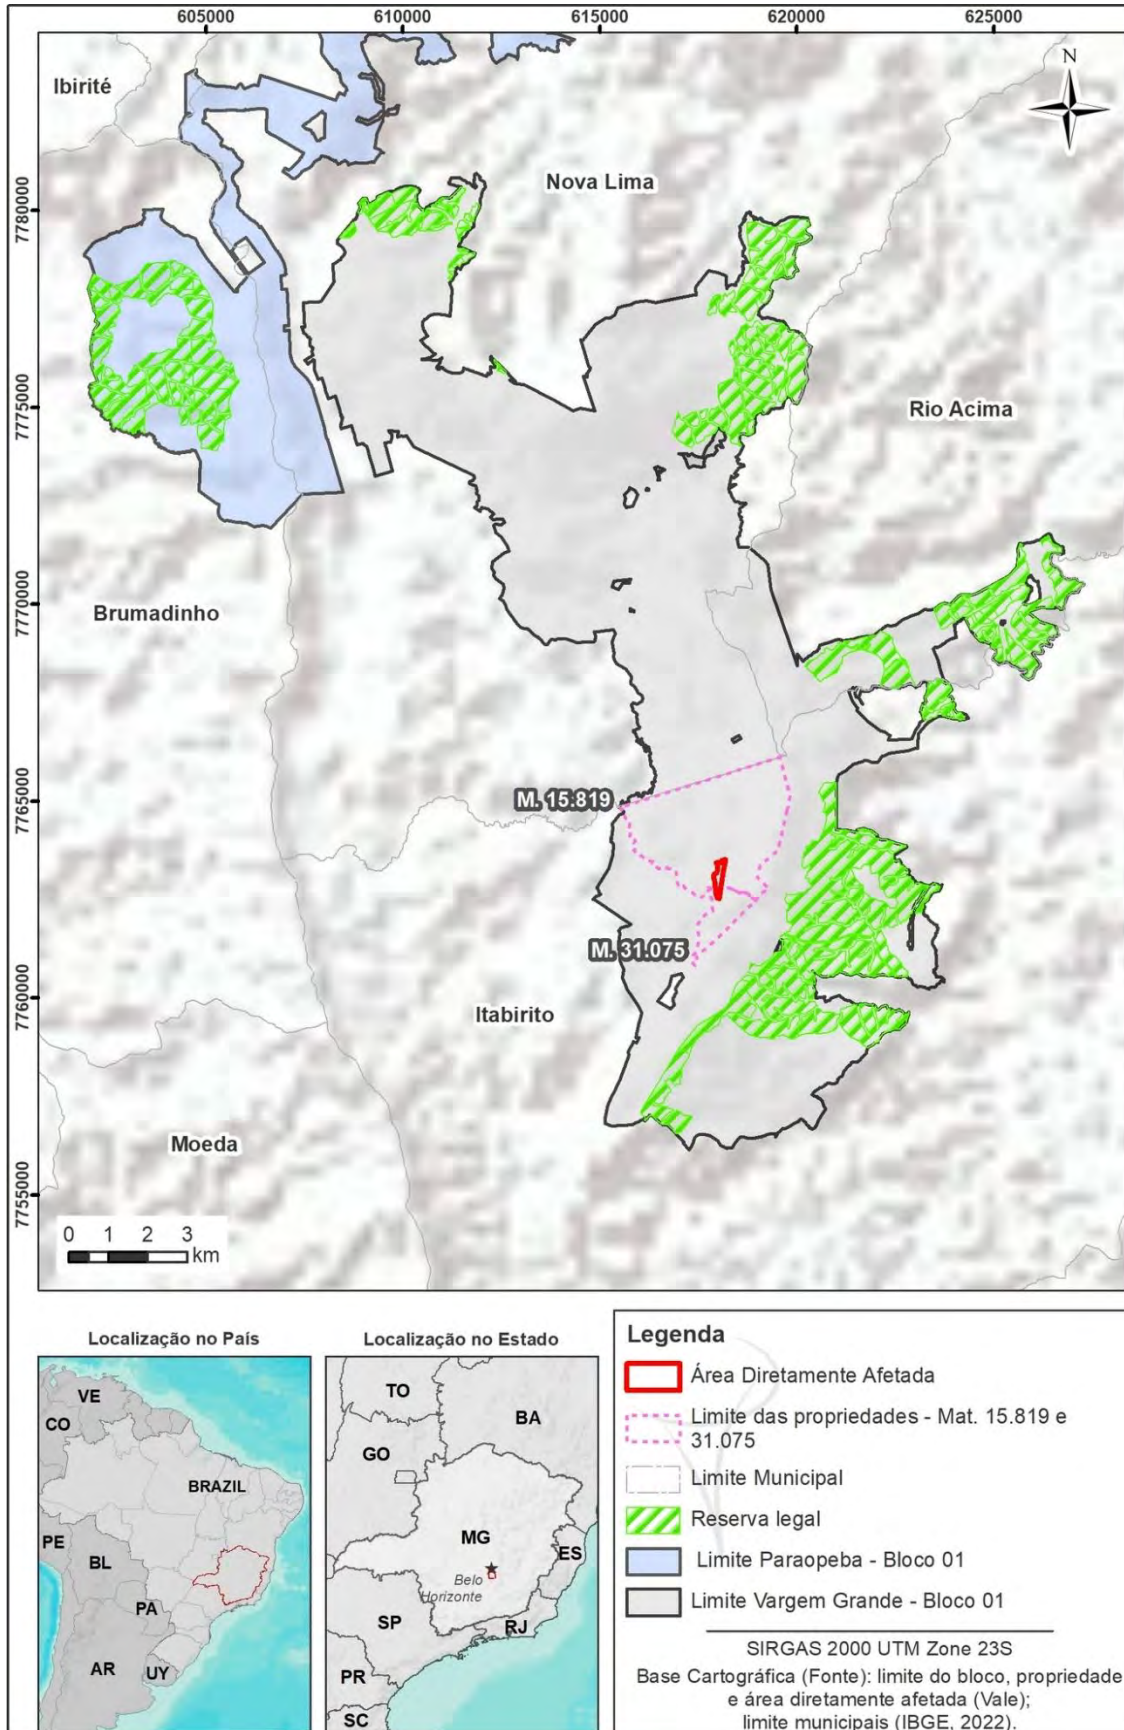 605000 610000 615000 620000 625000
Ibirité
N
Nova Lima
7780000
7775000
Rio Acima
7770000
Brumadinho
7765000
M. 15.819
M. 31.075
7760000
Itabirito
Moeda
7755000
0 1 2 3
km
Localização no País
VE
CO
BRAZIL
PE
BL
PA
AR
UY
Localização no Estado
TO
BA
GO
MG
ES
Belo
Horizonte
SP
RJ
PR
SC
Legenda
Área Diretamente Afetada
Limite das propriedades - Mat. 15.819 e
31.075
Limite Municipal
Reserva legal
Limite Paraopeba - Bloco 01
Limite Vargem Grande - Bloco 01
SIRGAS 2000 UTM Zone 23S
Base Cartográfica (Fonte): limite do bloco, propriedade
e área diretamente afetada (Vale);
limite municipais (IBGE, 2022).